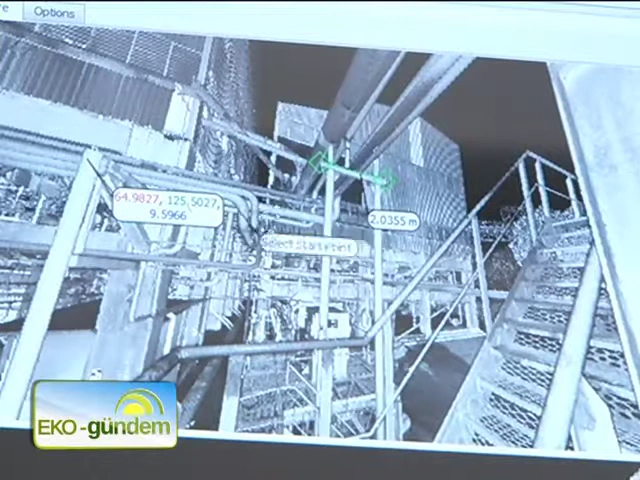 Options
64.9827, 125.5027,
9.5966
2.0355 m
Select start point
EKO-gündem